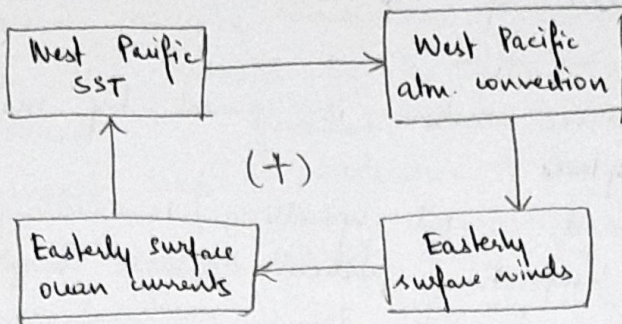 West Pacific
SST
West Pacific
atm. convection
(+)
Easterly surface
ocean currents
Easterly
surface winds